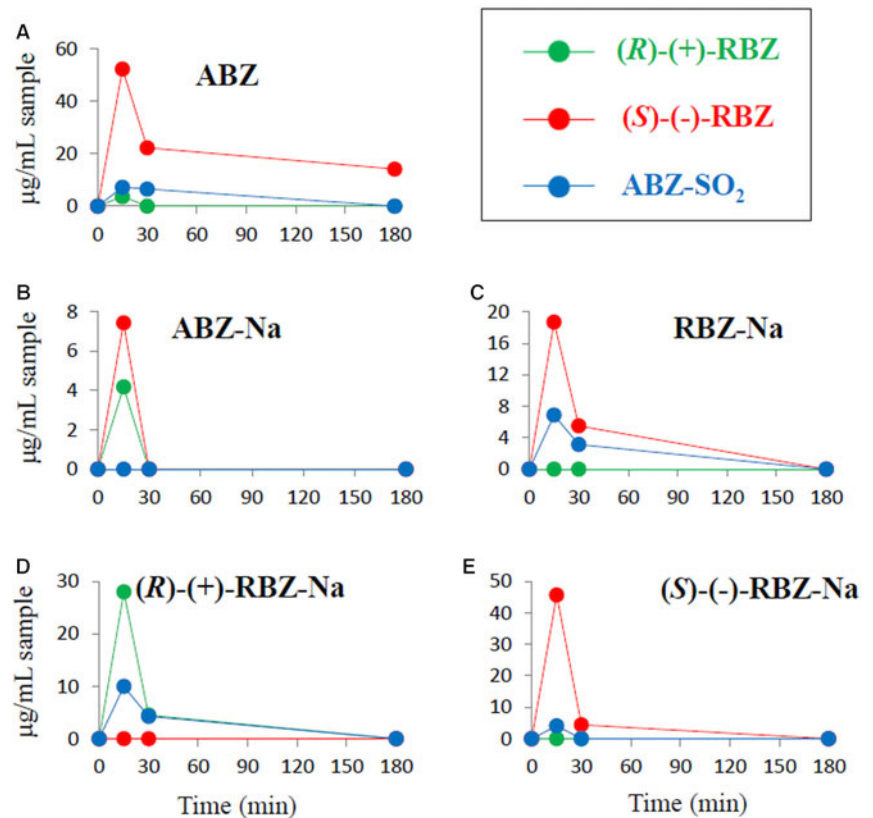 A
ABZ
µg/mL sample
60
40
20
0
0 30 60 90 120 150 180
(R)-(+)-RBZ
(S)-(-)-RBZ
ABZ-SO₂
B
ABZ-Na
µg/mL sample
8
6
4
2
0
0 30 60 90 120 150 180
C
RBZ-Na
20
16
12
8
4
0
0 30 60 90 120 150 180
D
(R)-(+)-RBZ-Na
µg/mL sample
30
20
10
0
0 30 60 90 120 150 180
Time (min)
E
(S)-(-)-RBZ-Na
50
40
30
20
10
0
0 30 60 90 120 150 180
Time (min)